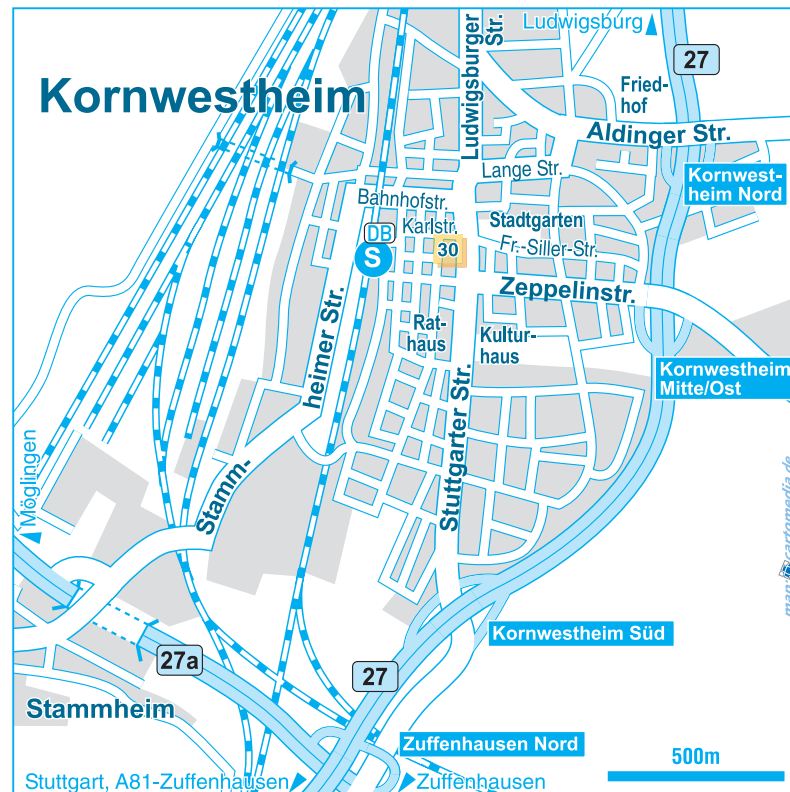 Ludwigsburg
27
Kornwestheim
Ludwigsburger
Str.
Fried-
hof
Aldinger Str.
Lange Str.
Kornwest-
heim Nord
Bahnhofstr.
Karlstr.
Stadtgarten
DB
S
30
Fr.-Siller-Str.
Zeppelinstr.
Rat-
haus
Kultur-
haus
heimer Str.
Kornwestheim
Mitte/Ost
Stuttgarter Str.
Möglingen
Stamm-
cartomedia.de
Kornwestheim Süd
27a
27
Stammheim
Zuffenhausen Nord
500m
Stuttgart, A81-Zuffenhausen
Zuffenhausen